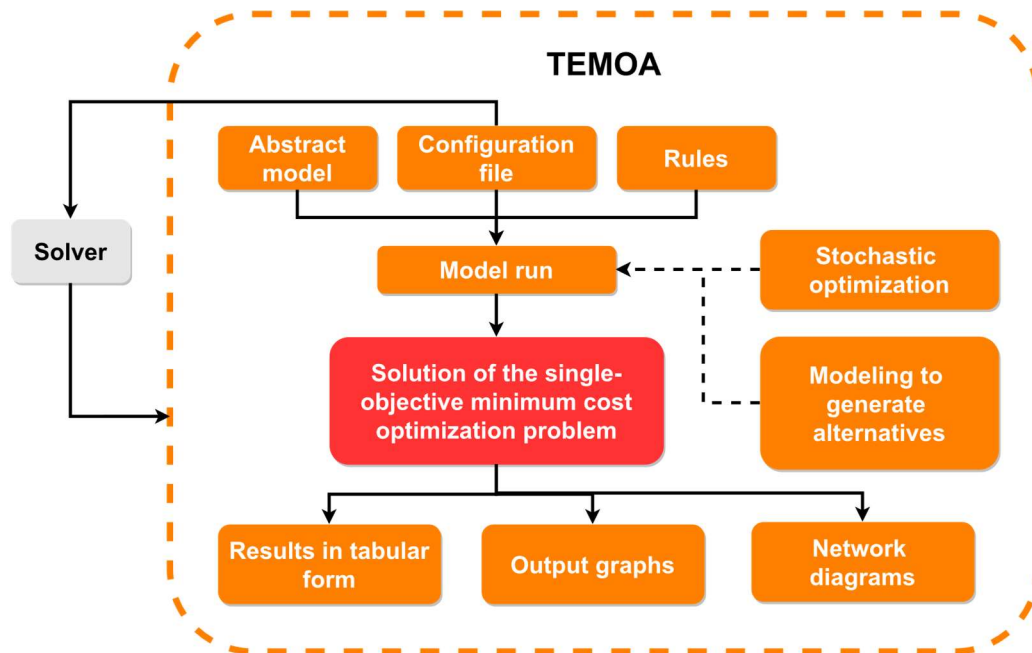 TEMOA
Abstract
model
Configuration
file
Rules
Solver
Model run
Stochastic
optimization
Solution of the single-
objective minimum cost
optimization problem
Modeling to
generate
alternatives
Results in tabular
form
Output graphs
Network
diagrams